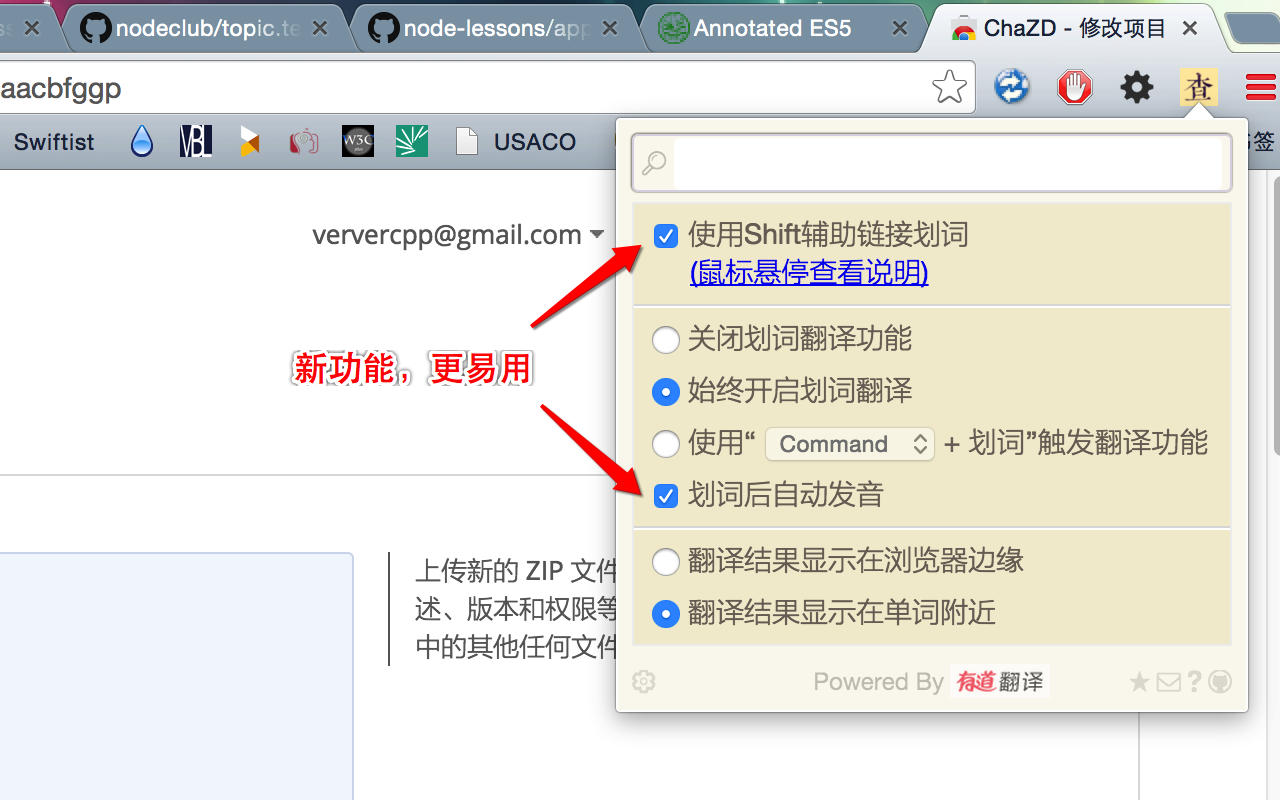 nodeclub/topic.te
node-lessons/app
Annotated ES5
ChaZD - 修改项目
aacbfggp
查
Swiftist
VBL
W3C
plus
USACO
签
ververcpp@gmail.com
使用Shift辅助链接划词
(鼠标悬停查看说明)
新功能，更易用
关闭划词翻译功能
始终开启划词翻译
使用“ Command + 划词”触发翻译功能
划词后自动发音
翻译结果显示在浏览器边缘
翻译结果显示在单词附近
上传新的 ZIP 文件
述、版本和权限等
中的其他任何文件
Powered By 有道翻译